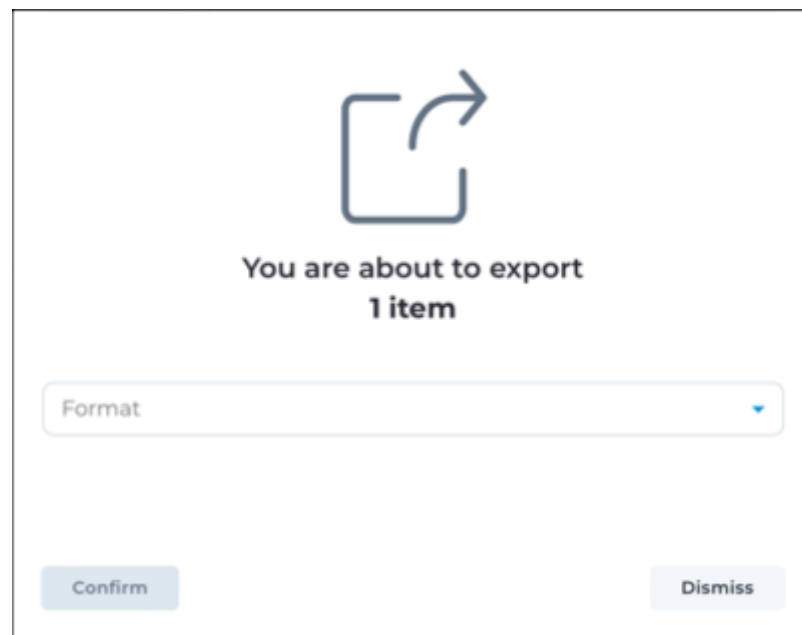 You are about to export
1 item
Format
Confirm
Dismiss